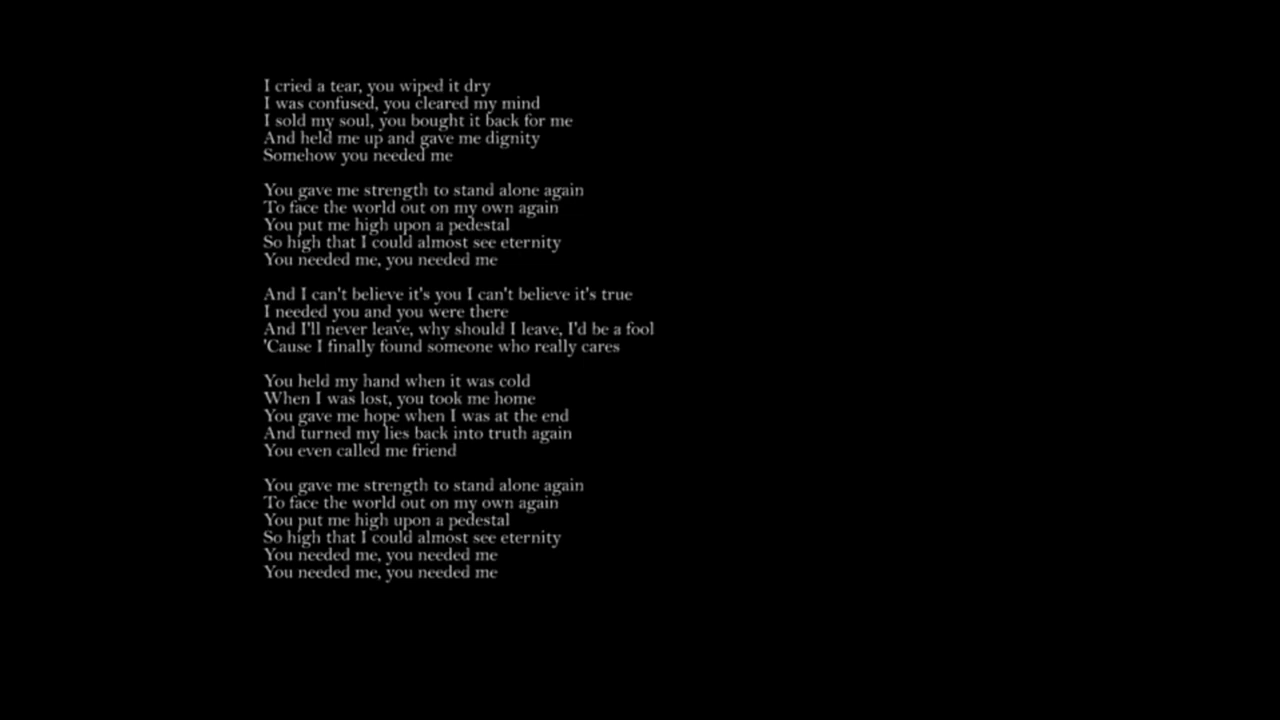 I cried a tear, you wiped it dry
I was confused, you cleared my mind
I sold my soul, you bought it back for me
And held me up and gave me dignity
Somehow you needed me
You gave me strength to stand alone again
To face the world out on my own again
You put me high upon a pedestal
So high that I could almost see eternity
You needed me, you needed me
And I can't believe it's you I can't believe it's true
I needed you and you were there
And I'll never leave, why should I leave, I'd be a fool
'Cause I finally found someone who really cares
You held my hand when it was cold
When I was lost, you took me home
You gave me hope when I was at the end
And turned my lies back into truth again
You even called me friend
You gave me strength to stand alone again
To face the world out on my own again
You put me high upon a pedestal
So high that I could almost see eternity
You needed me, you needed me
You needed me, you needed me